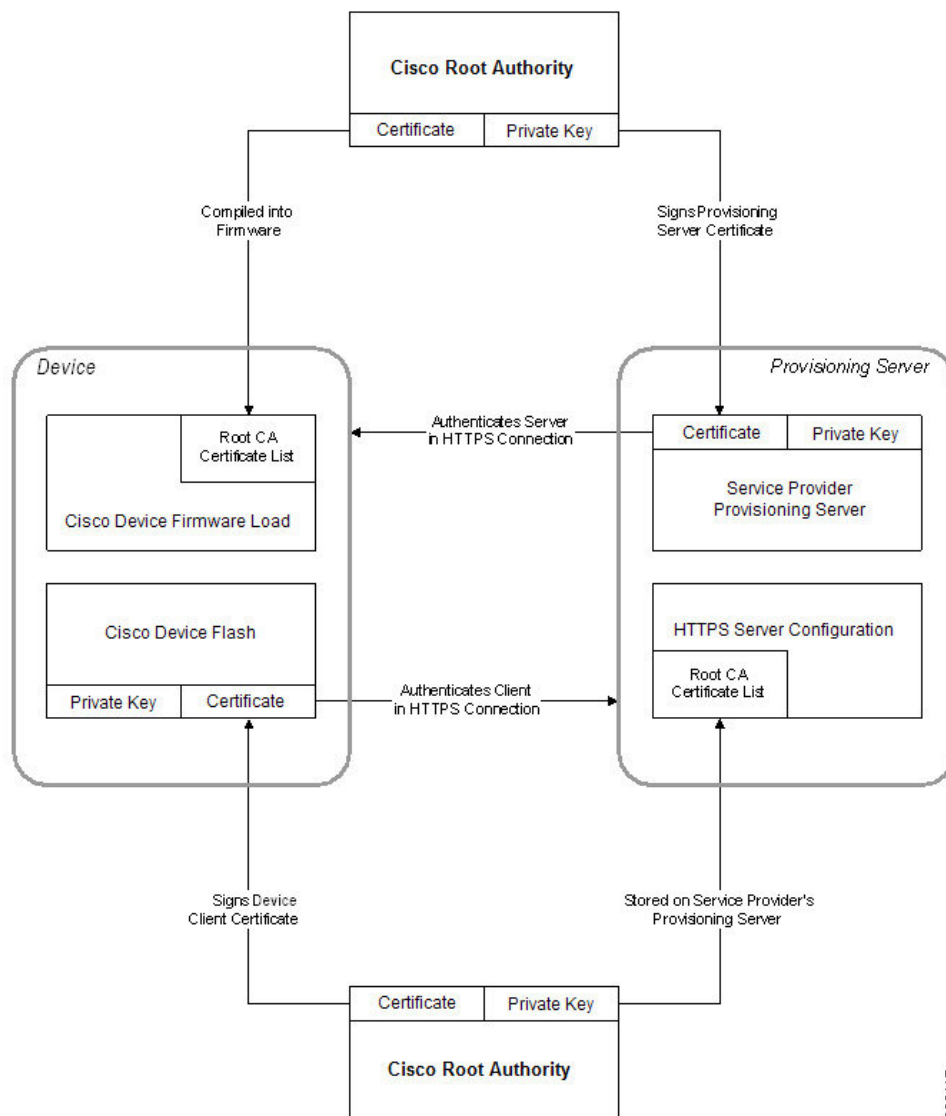 Cisco Root Authority
Certificate
Private Key
Compiled into
Firmware
Signs Provisioning
Server Certificate
Device
Provisioning Server
Root CA
Certificate List
Cisco Device Firmware Load
Authenticates Server
in HTTPS Connection
Certificate
Private Key
Service Provider
Provisioning Server
Cisco Device Flash
Private Key
Certificate
Authenticates Client
in HTTPS Connection
HTTPS Server Configuration
Root CA
Certificate List
Signs Device
Client Certificate
Stored on Service Provider's
Provisioning Server
Certificate
Private Key
Cisco Root Authority